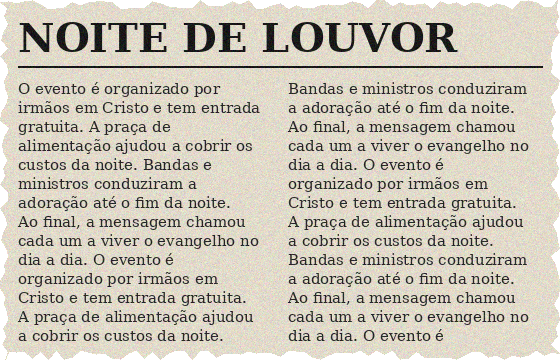 NOITE DE LOUVOR
O evento é organizado por
irmãos em Cristo e tem entrada
gratuita. A praça de
alimentação ajudou a cobrir os
custos da noite. Bandas e
ministros conduziram a
adoração até o fim da noite.
Ao final, a mensagem chamou
cada um a viver o evangelho no
dia a dia. O evento é
organizado por irmãos em
Cristo e tem entrada gratuita.
A praça de alimentação ajudou
a cobrir os custos da noite.
Bandas e ministros conduziram
a adoração até o fim da noite.
Ao final, a mensagem chamou
cada um a viver o evangelho no
dia a dia. O evento é
organizado por irmãos em
Cristo e tem entrada gratuita.
A praça de alimentação ajudou
a cobrir os custos da noite.
Bandas e ministros conduziram
a adoração até o fim da noite.
Ao final, a mensagem chamou
cada um a viver o evangelho no
dia a dia. O evento é